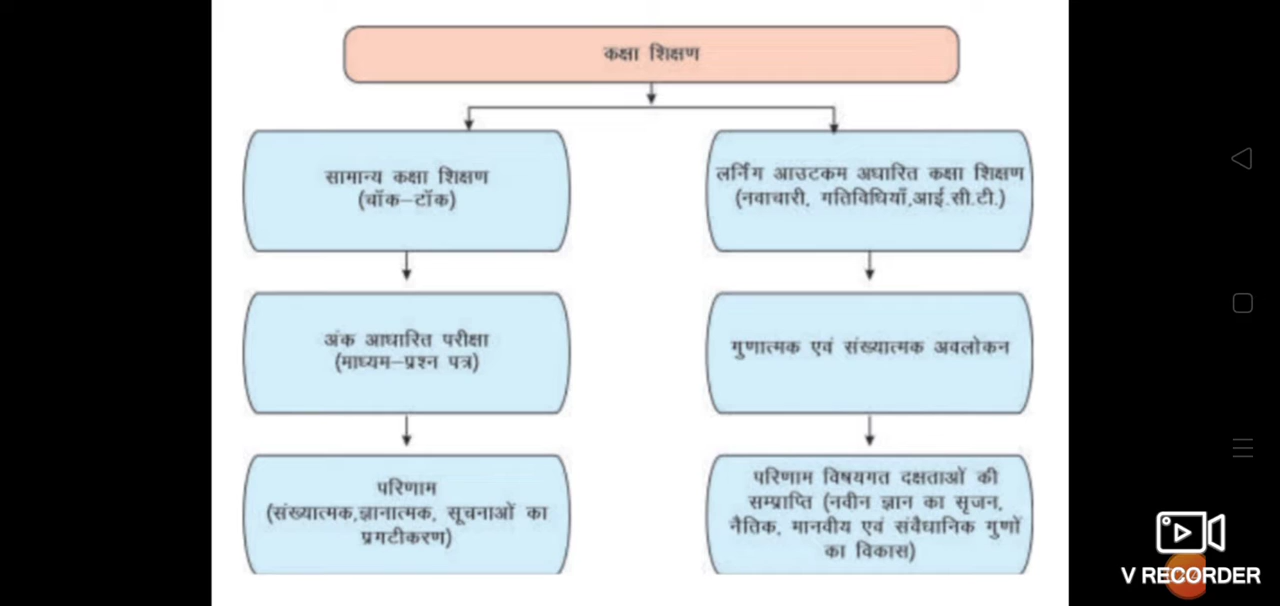 कक्षा शिक्षण
सामान्य कक्षा शिक्षण
(चॉक–टॉक)
अंक आधारित परीक्षा
(माध्यम–प्रश्न पत्र)
परिणाम
(संख्यात्मक,ज्ञानात्मक, सूचनाओं का
प्रगटीकरण)
लर्निंग आउटकम अधारित कक्षा शिक्षण
(नवाचारी, गतिविधियाँ,आई.सी.टी.)
गुणात्मक एवं संख्यात्मक अवलोकन
परिणाम विषयगत दक्षताओं की
सम्प्राप्ति (नवीन ज्ञान का सृजन,
नैतिक, मानवीय एवं संवैधानिक गुणों
का विकास)
V RECORDER